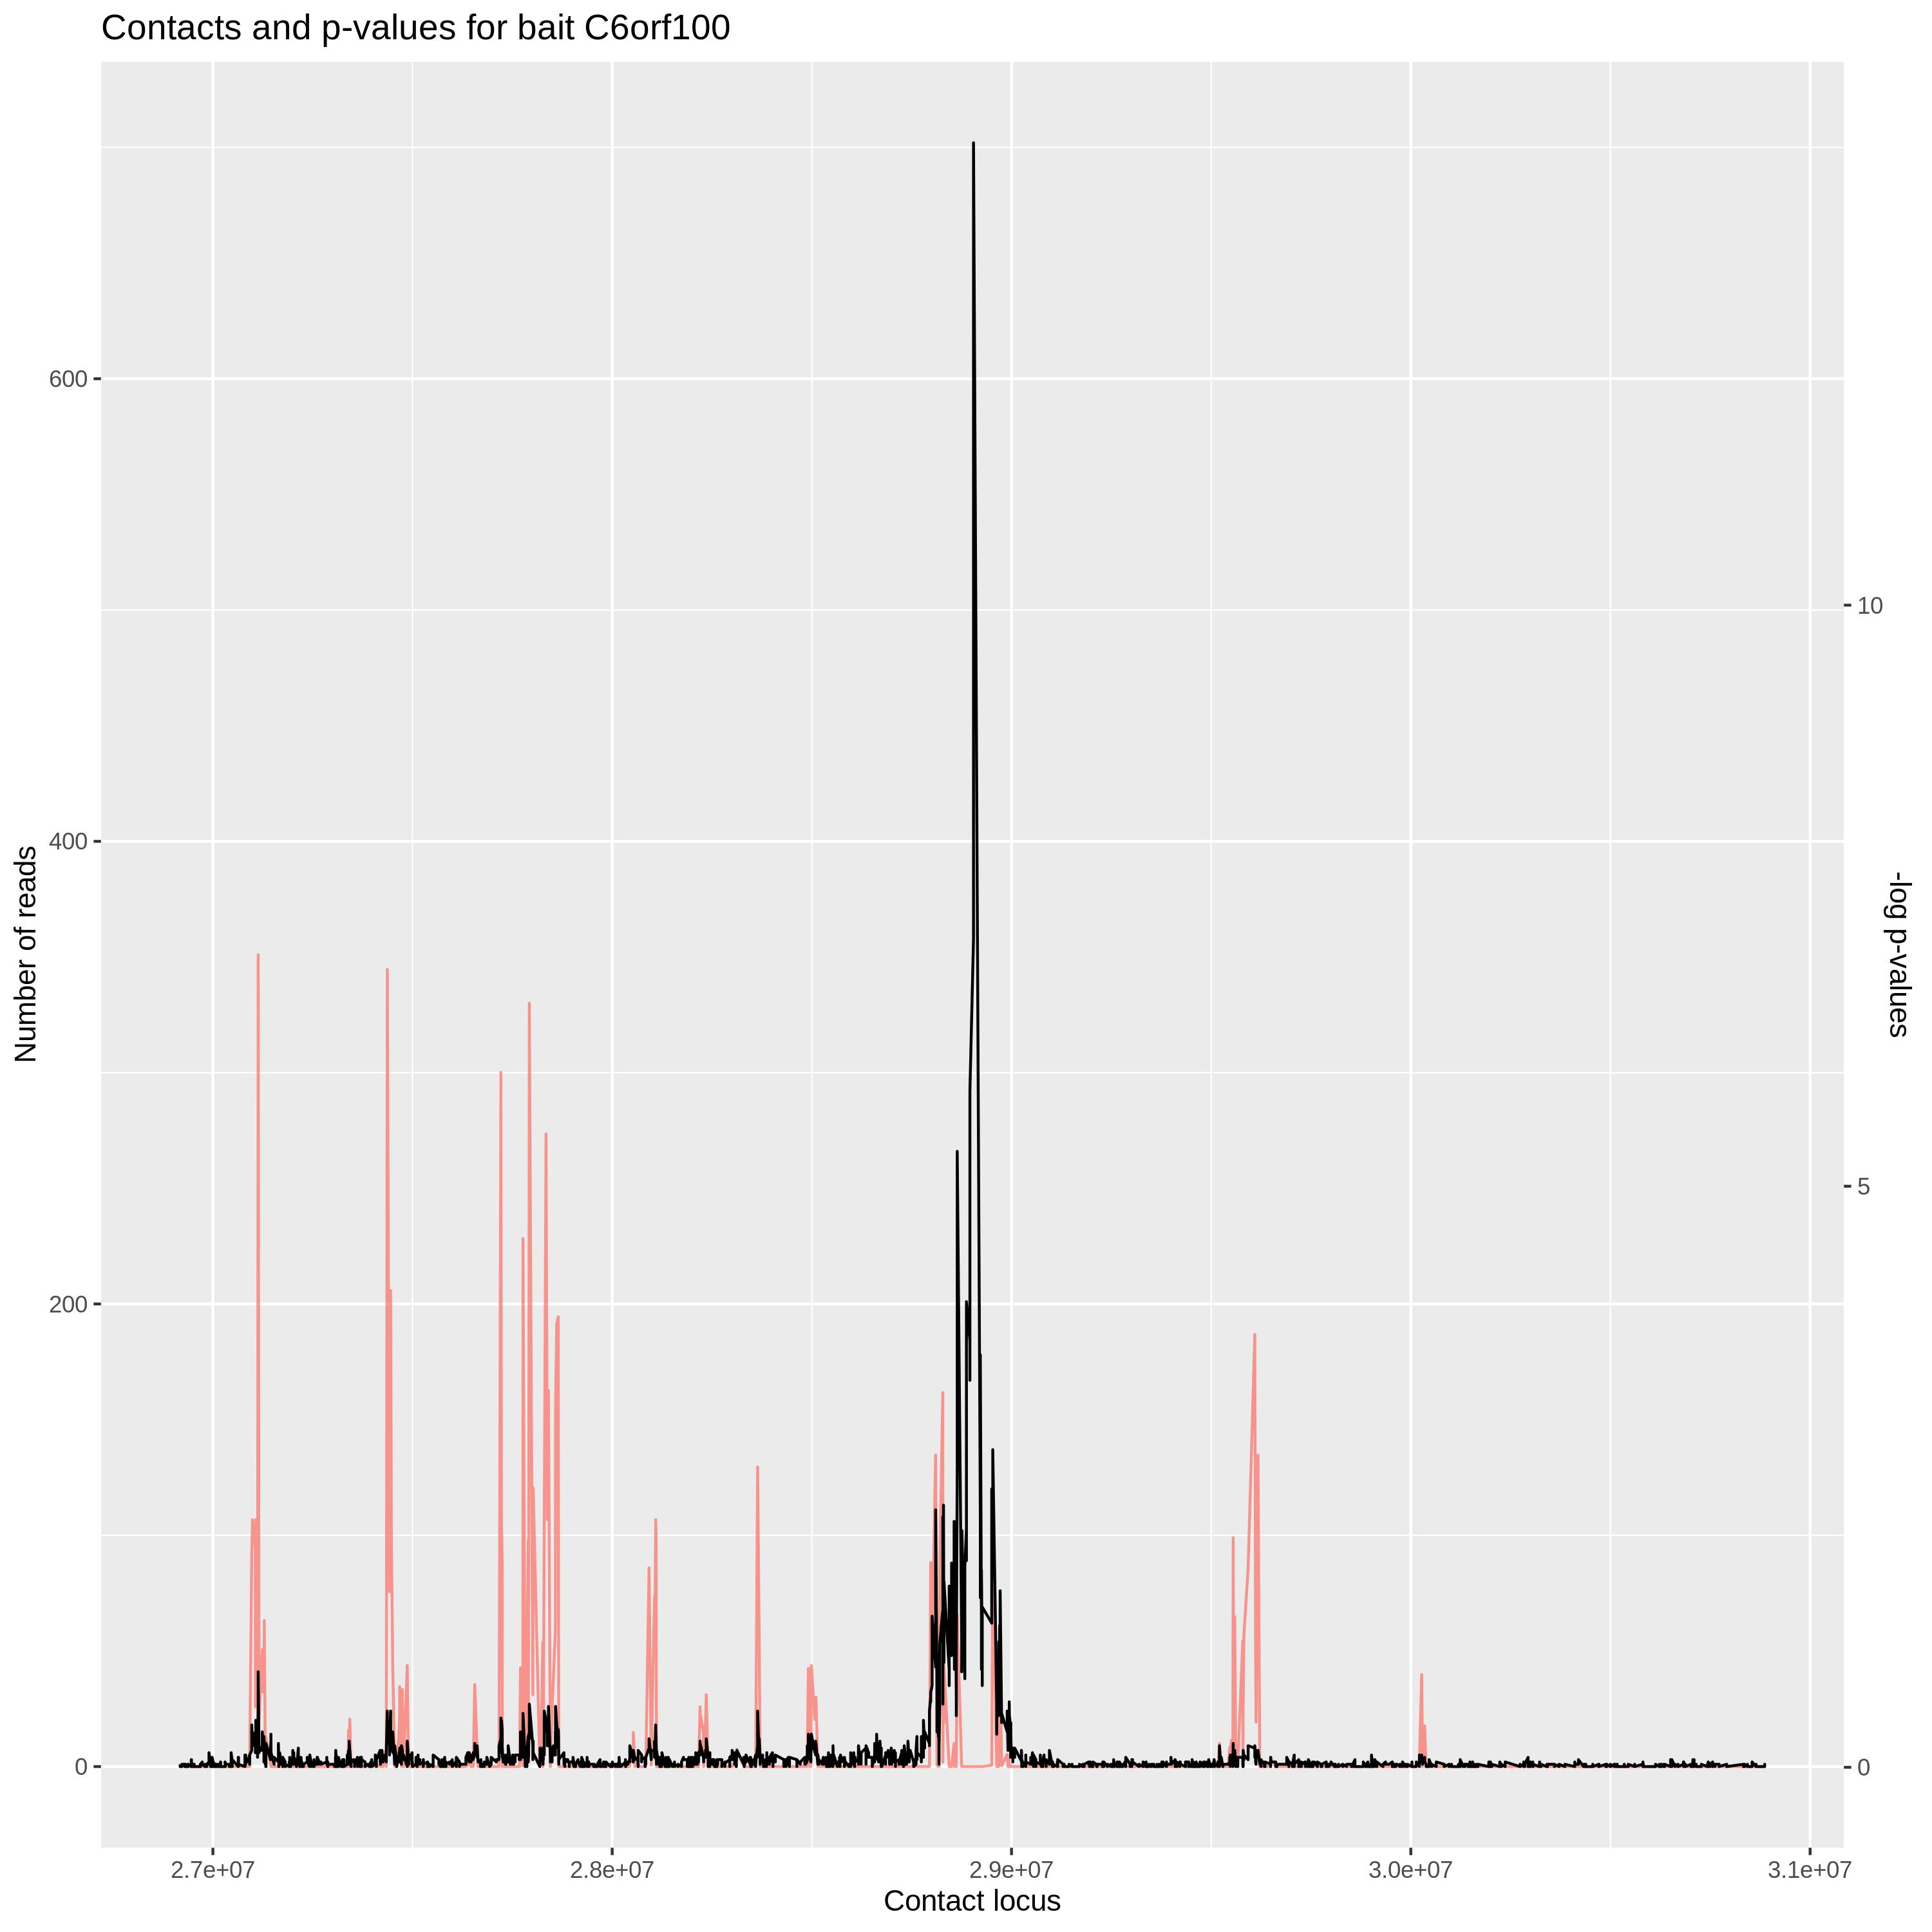 Contacts and p-values for bait C6orf100
600
400
200
0
10
5
0
Number of reads
-log p-values
2.7e+07 2.8e+07 2.9e+07 3.0e+07 3.1e+07
Contact locus